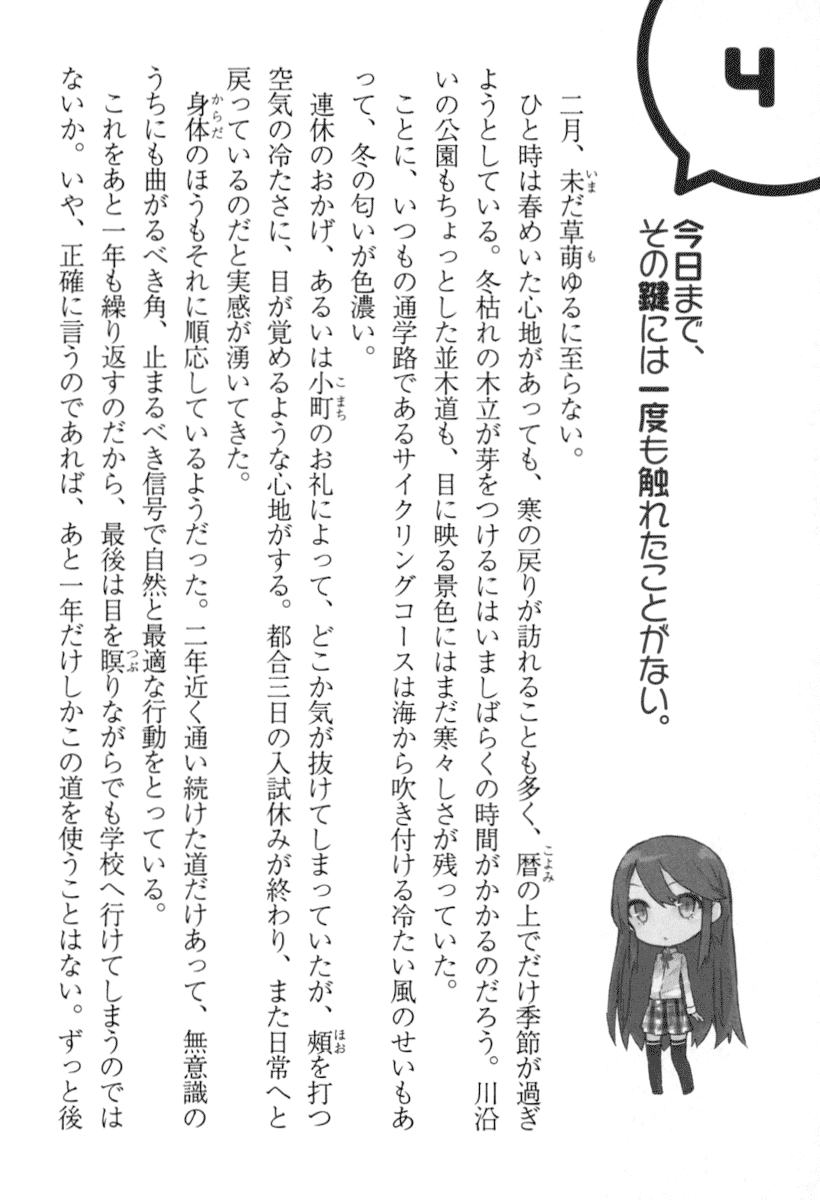 4
今日まで、
その鍵には一度も触れたことがない。
二月、未だ草萌ゆるに至らない。
ひと時は春めいた心地があっても、寒の戻りが訪れることも多く、暦の上でだけ季節が過ぎ
ようとしている。冬枯れの木立が芽をつけるにはいましばらくの時間がかかるのだろう。川沿
いの公園もちょっとした並木道も、目に映る景色にはまだ寒々しさが残っていた。
ことに、いつもの通学路であるサイクリングコースは海から吹き付ける冷たい風のせいもあ
って、冬の匂いが色濃い。
連休のおかげ、あるいは小町のお礼によって、どこか気が抜けてしまっていたが、頰を打つ
空気の冷たさに、目が覚めるような心地がする。都合三日の入試休みが終わり、また日常へと
戻っているのだと実感が湧いてきた。
身体のほうもそれに順応しているようだった。二年近く通い続けた道だけあって、無意識の
うちにも曲がるべき角、止まるべき信号で自然と最適な行動をとっている。
これをあと一年も繰り返すのだから、最後は目を瞑りながらでも学校へ行けてしまうのでは
ないか。いや、正確に言うのであれば、あと一年だけしかこの道を使うことはない。ずっと後